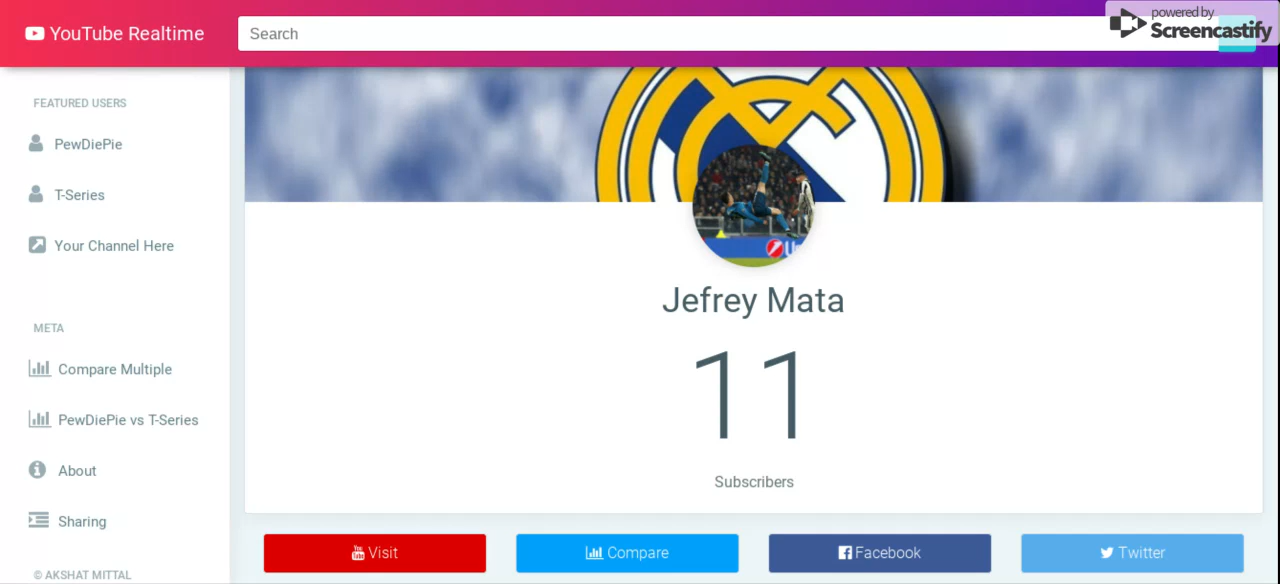 YouTube Realtime
Search
powered by
Screencastify
FEATURED USERS
PewDiePie
T-Series
Your Channel Here
META
Compare Multiple
PewDiePie vs T-Series
About
Sharing
© AKSHAT MITTAL
Jefrey Mata
11
Subscribers
Visit
Compare
Facebook
Twitter